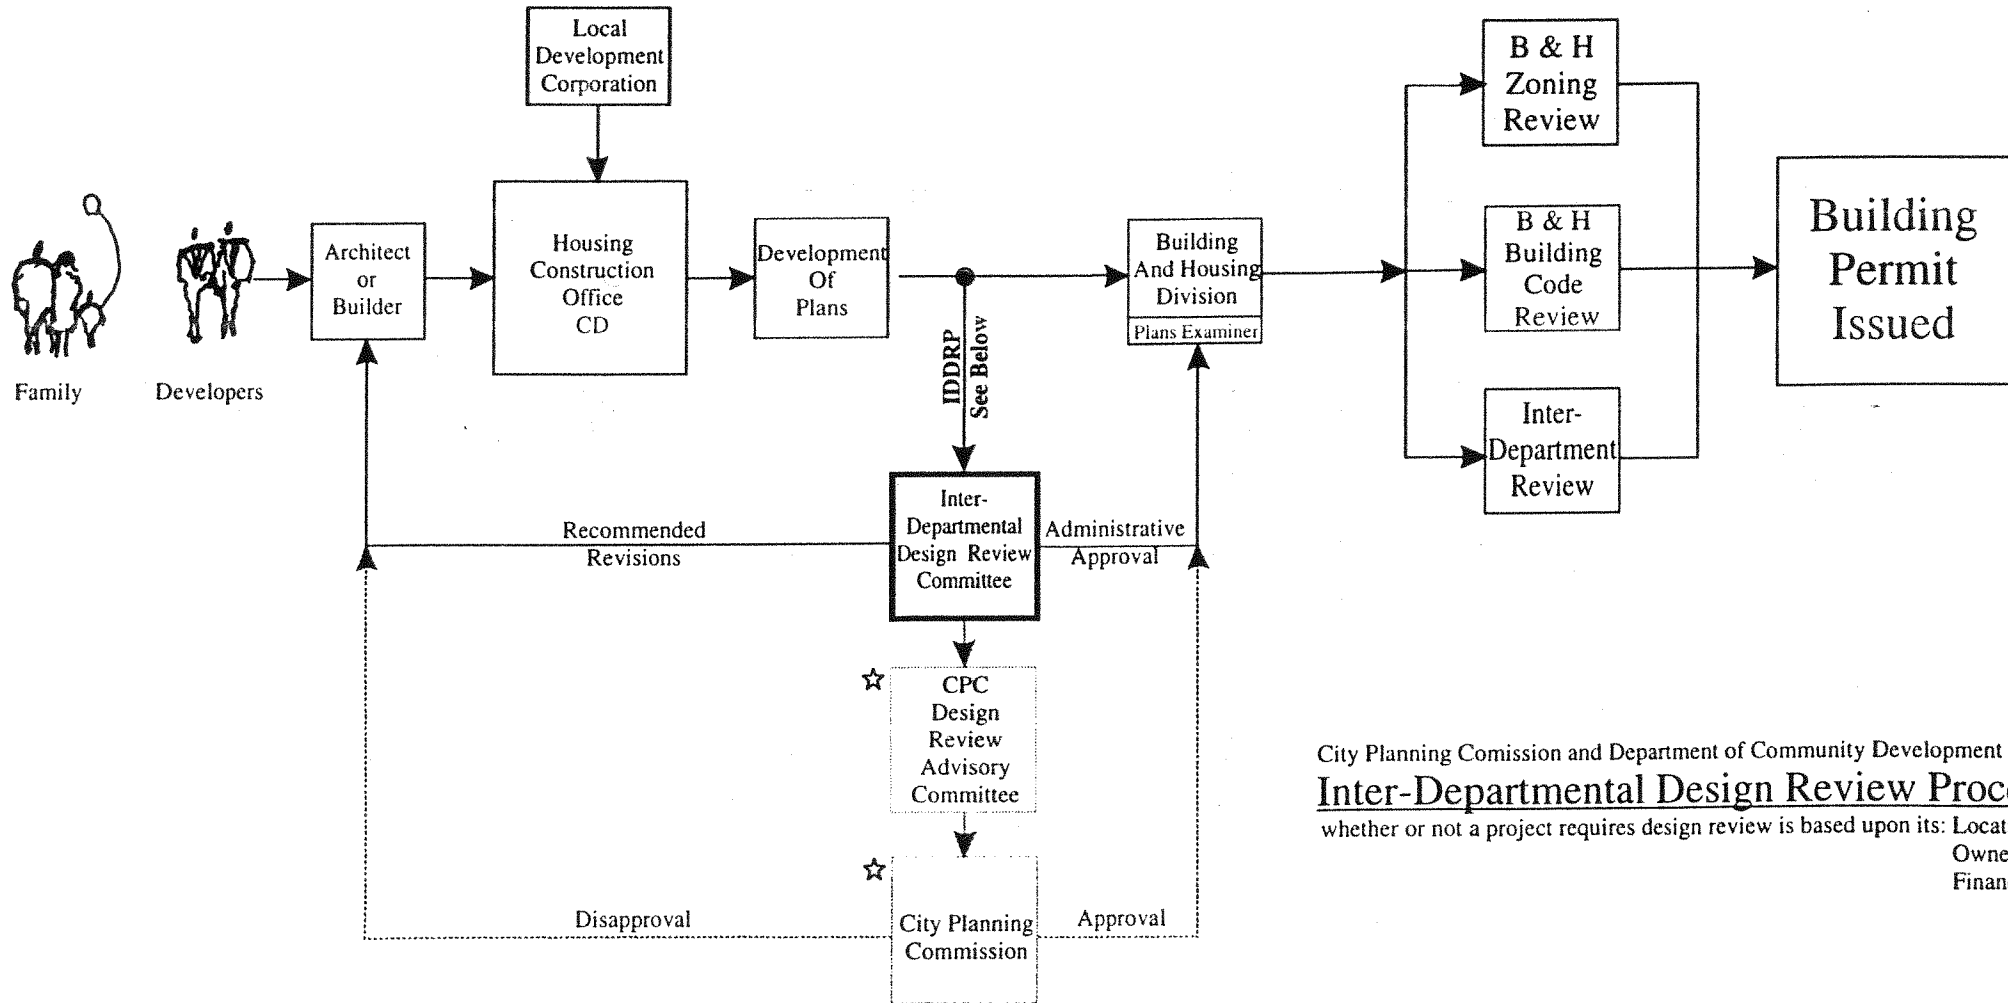 Local
Development
Corporation
Family
Developers
Architect
or
Builder
Housing
Construction
Office
CD
Development
Of
Plans
IDDRP
See Below
Building
And Housing
Division
Plans Examiner
B & H
Zoning
Review
B & H
Building
Code
Review
Inter-
Department
Review
Building
Permit
Issued
Recommended
Revisions
Inter-
Departmental
Design Review
Committee
Administrative
Approval
CPC
Design
Review
Advisory
Committee
Disapproval
City Planning
Commission
Approval
City Planning Comission and Department of Community Development
Inter-Departmental Design Review
whether or not a project requires design review is based upon its: